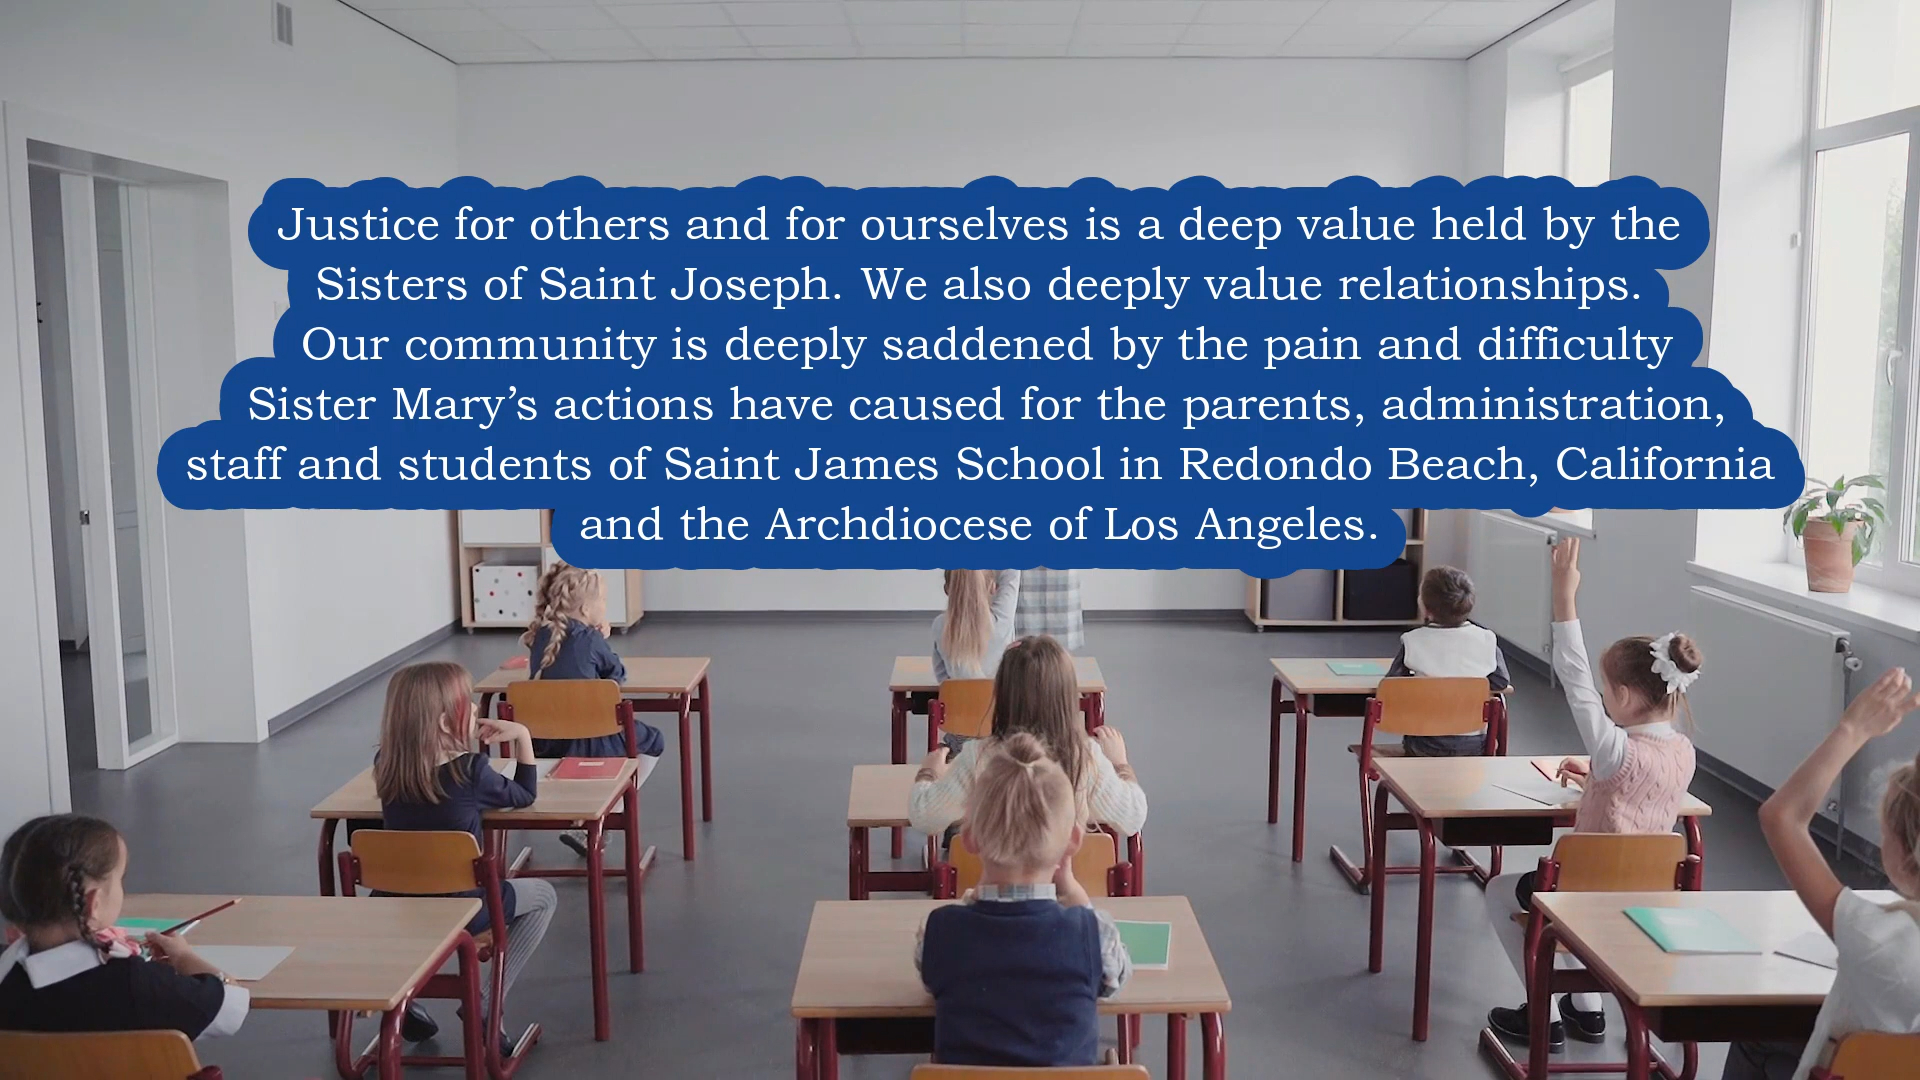 Justice for others and for ourselves is a deep value held by the
Sisters of Saint Joseph. We also deeply value relationships.
Our community is deeply saddened by the pain and difficulty
Sister Mary’s actions have caused for the parents, administration,
staff and students of Saint James School in Redondo Beach, California
and the Archdiocese of Los Angeles.